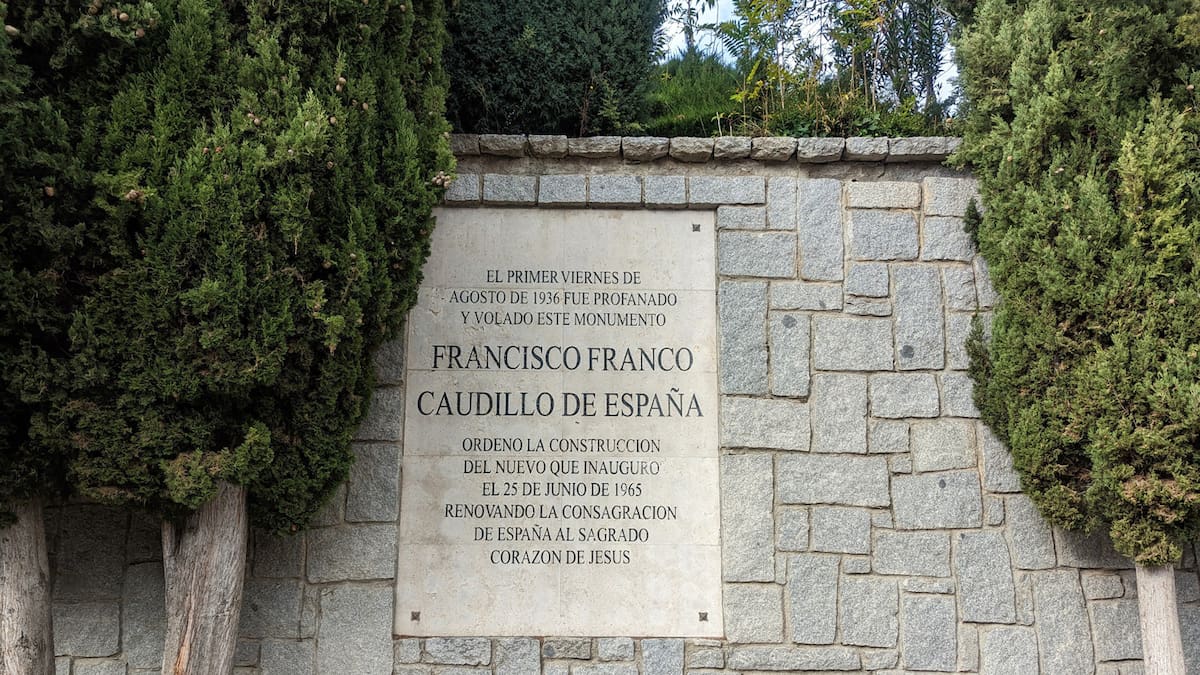 EL PRIMER VIERNES DE
AGOSTO DE 1936 FUE PROFANADO
Y VOLADO ESTE MONUMENTO
FRANCISCO FRANCO
CAUDILLO DE ESPAÑA
ORDENO LA CONSTRUCCION
DEL NUEVO QUE INAUGURO
EL 25 DE JUNIO DE 1965
RENOVANDO LA CONSAGRACION
DE ESPAÑA AL SAGRADO
CORAZON DE JESUS